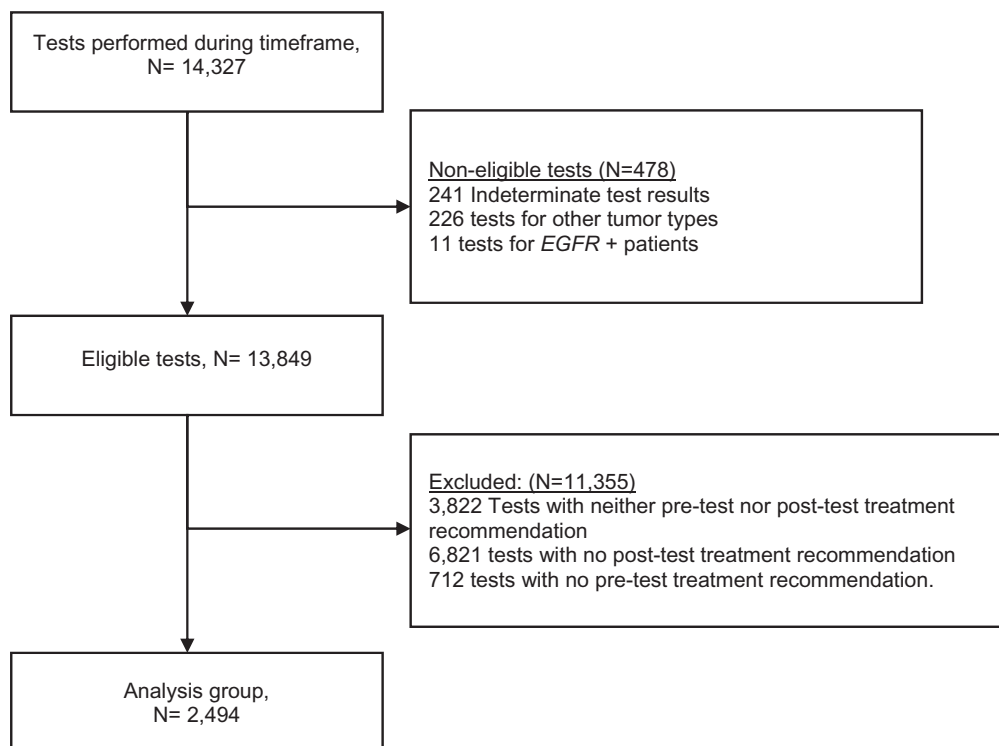 Tests performed during timeframe,
N= 14,327
Non-eligible tests (N=478)
241 Indeterminate test results
226 tests for other tumor types
11 tests for EGFR + patients
Eligible tests, N= 13,849
Excluded: (N=11,355)
3,822 Tests with neither pre-test nor post-test treatment
recommendation
6,821 tests with no post-test treatment recommendation
712 tests with no pre-test treatment recommendation.
Analysis group,
N= 2,494